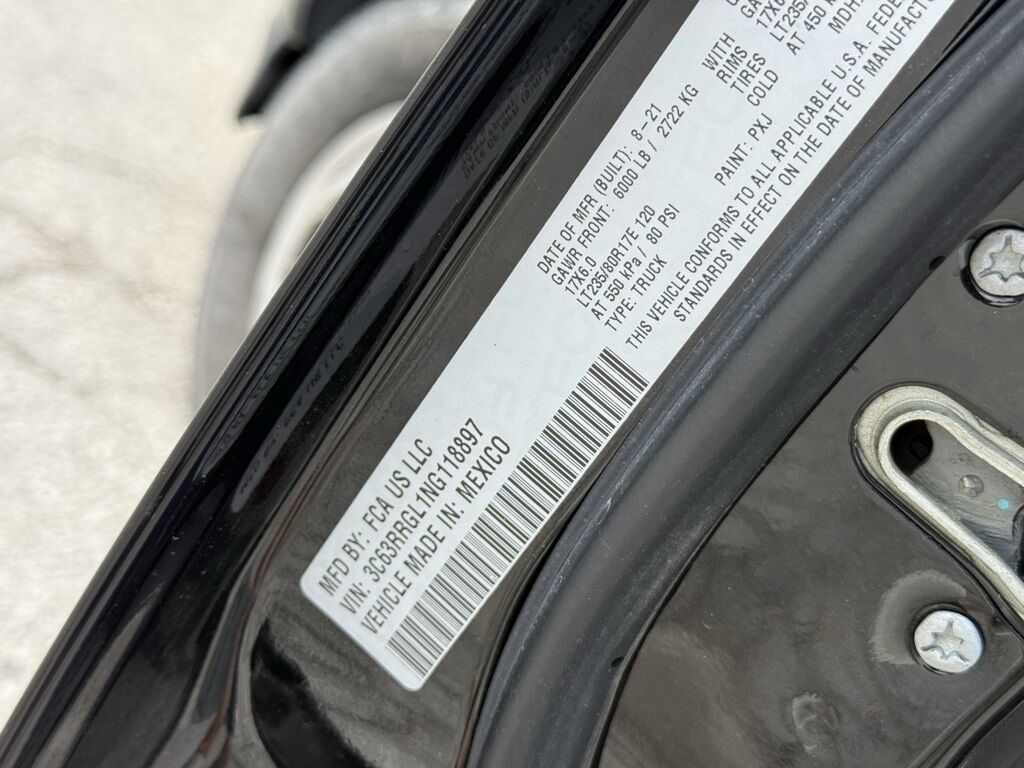 MFD BY: FCA US LLC
VIN: 3C63RRGL1NG118897
VEHICLE MADE IN: MEXICO
DATE OF MFR (BUILT): 8-21
GAWR FRONT: 6000 LB / 2722 KG WITH
17X6.0 RIMS
LT235/80R17E 120 TIRES LT235/
AT 550 kPa / 80 PSI COLD AT 450
TYPE: TRUCK PAINT: PXJ MDH:
THIS VEHICLE CONFORMS TO ALL APPLICABLE U.S.A.
STANDARDS IN EFFECT ON THE DATE OF